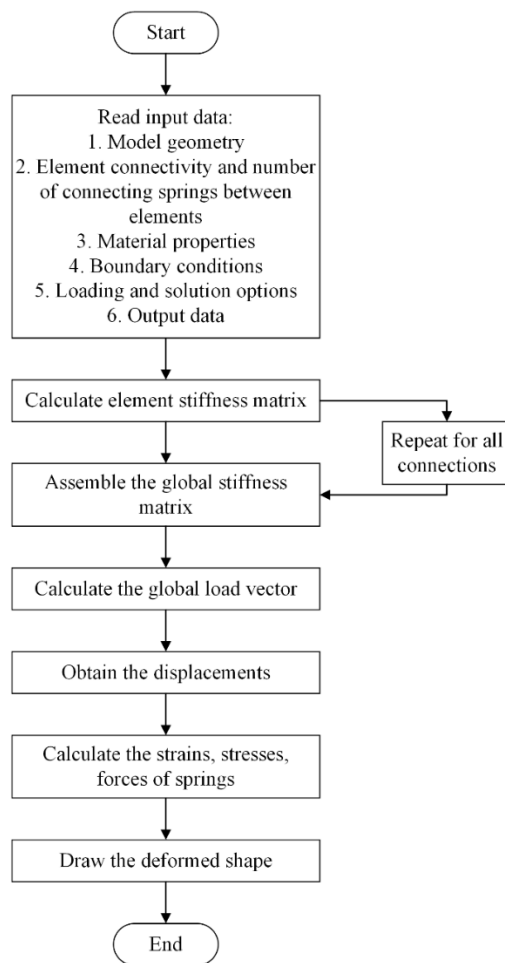 Start
Read input data:
1. Model geometry
2. Element connectivity and number
of connecting springs between
elements
3. Material properties
4. Boundary conditions
5. Loading and solution options
6. Output data
Calculate element stiffness matrix
Repeat for all
connections
Assemble the global stiffness
matrix
Calculate the global load vector
Obtain the displacements
Calculate the strains, stresses,
forces of springs
Draw the deformed shape
End